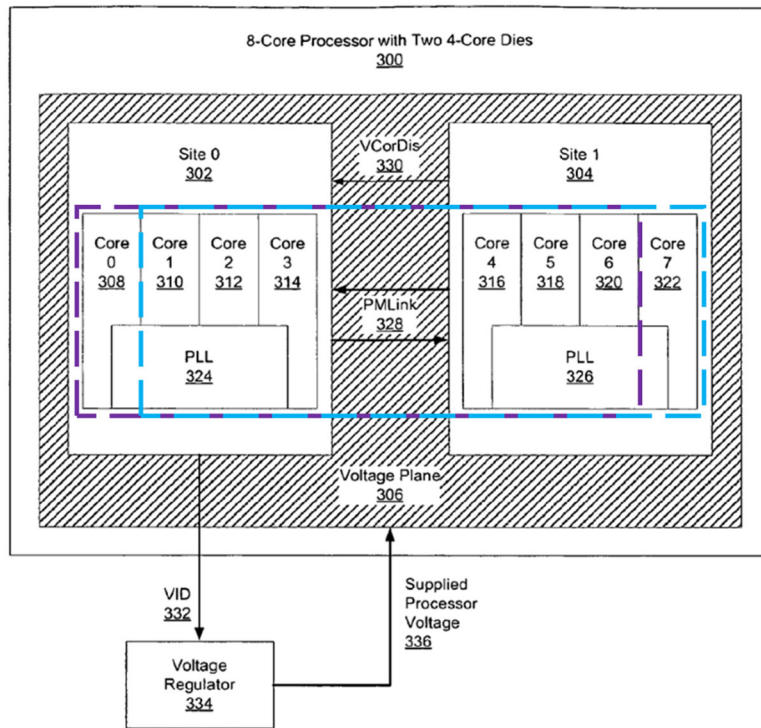 8-Core Processor with Two 4-Core Dies
300
Site 0
302
VCorDis
330
Site 1
304
Core
0
308
Core
1
310
Core
2
312
Core
3
314
PLL
324
PMLink
328
Core
4
316
Core
5
318
Core
6
320
Core
7
322
PLL
326
Voltage Plane
306
VID
332
Supplied
Processor
Voltage
336
Voltage
Regulator
334